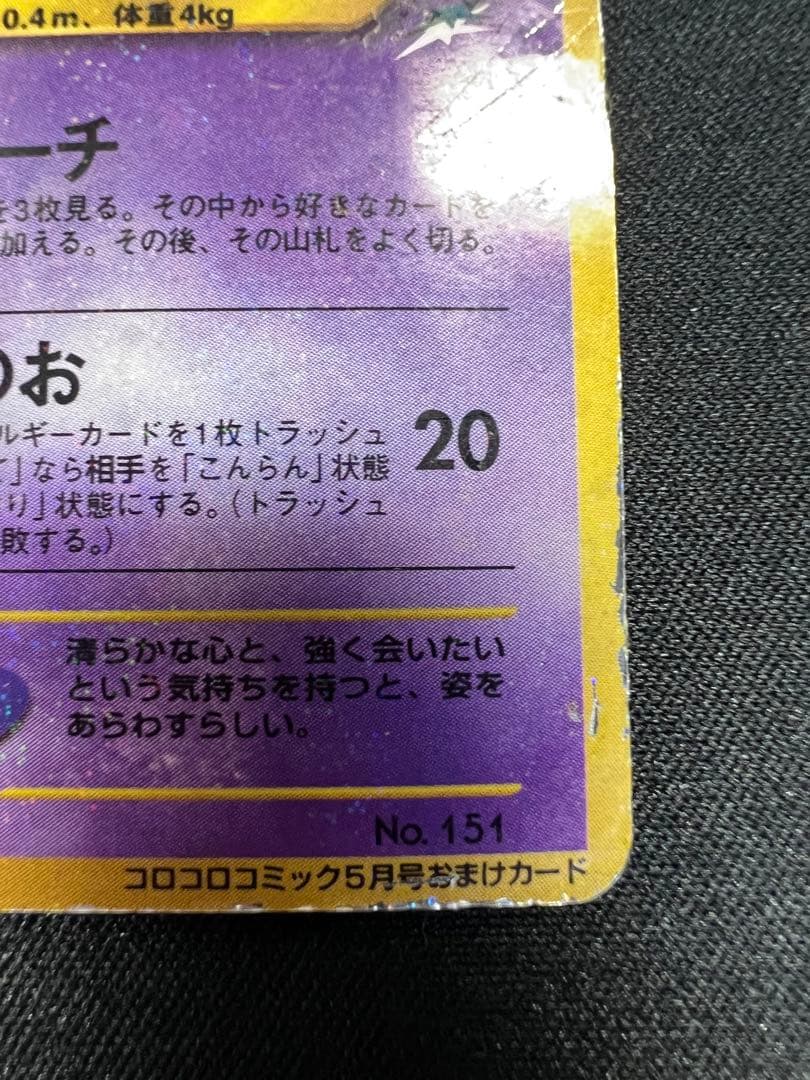 0.4m、体重4kg
ーチ
を3枚見る。その中から好きなカードを
加える。その後、その山札をよく切る。
のお
ルギーカードを1枚トラッシュ
て」なら相手を「こんらん」状態
り」状態にする。(トラッシュ
敗する。)
20
清らかな心と、強く会いたい
という気持ちを持つと、姿を
あらわすらしい。
No. 151
コロコロコミック5月号おまけカード